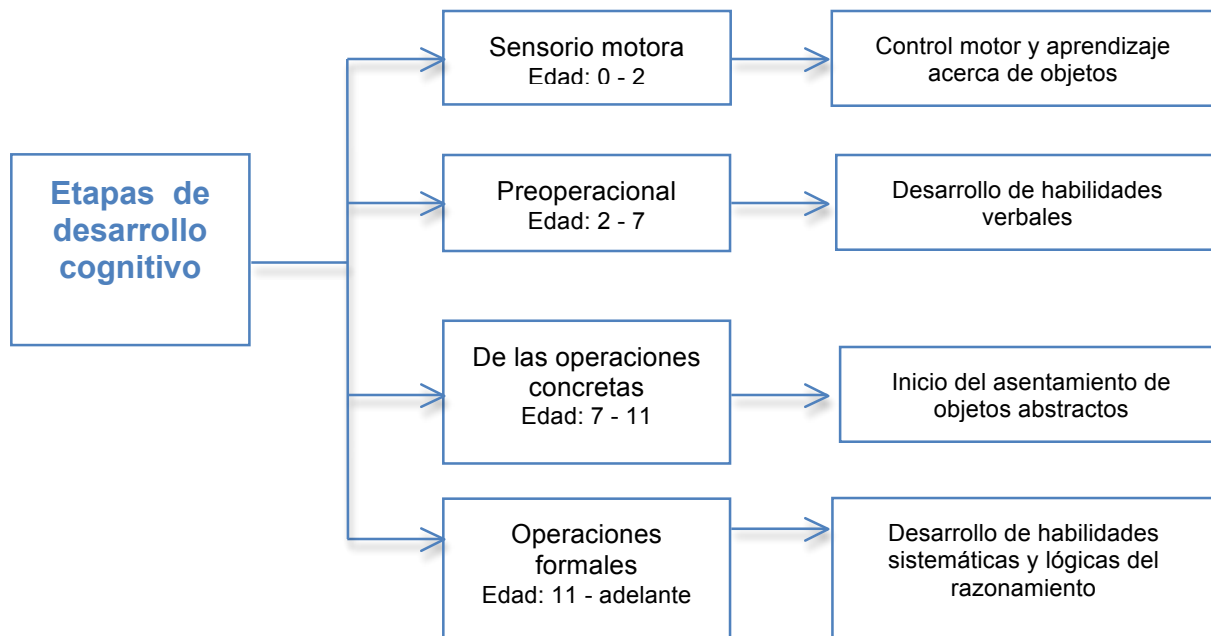 Etapas de
desarrollo
cognitivo
Sensorio motora
Edad: 0 - 2
Control motor y aprendizaje
acerca de objetos
Preoperacional
Edad: 2 - 7
Desarrollo de habilidades
verbales
De las operaciones
concretas
Edad: 7 - 11
Inicio del asentamiento de
objetos abstractos
Operaciones
formales
Edad: 11 - adelante
Desarrollo de habilidades
sistemáticas y lógicas del
razonamiento